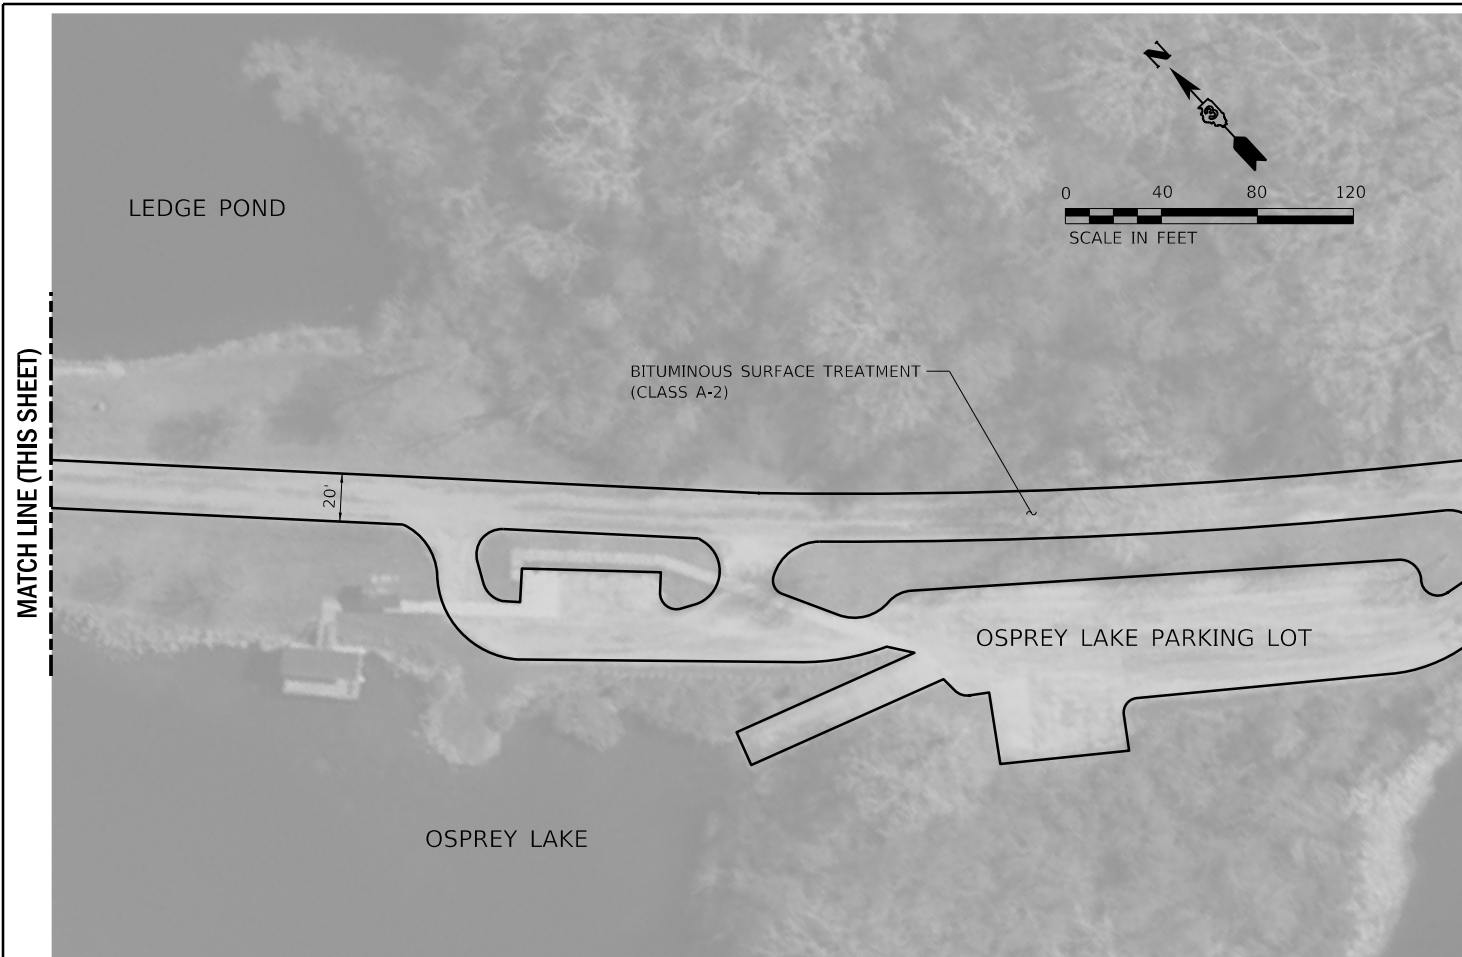 N
3
0 40 80 120
SCALE IN FEET
LEDGE POND
MATCH LINE (THIS SHEET)
BITUMINOUS SURFACE TREATMENT
(CLASS A-2)
20'
OSPREY LAKE PARKING LOT
OSPREY LAKE